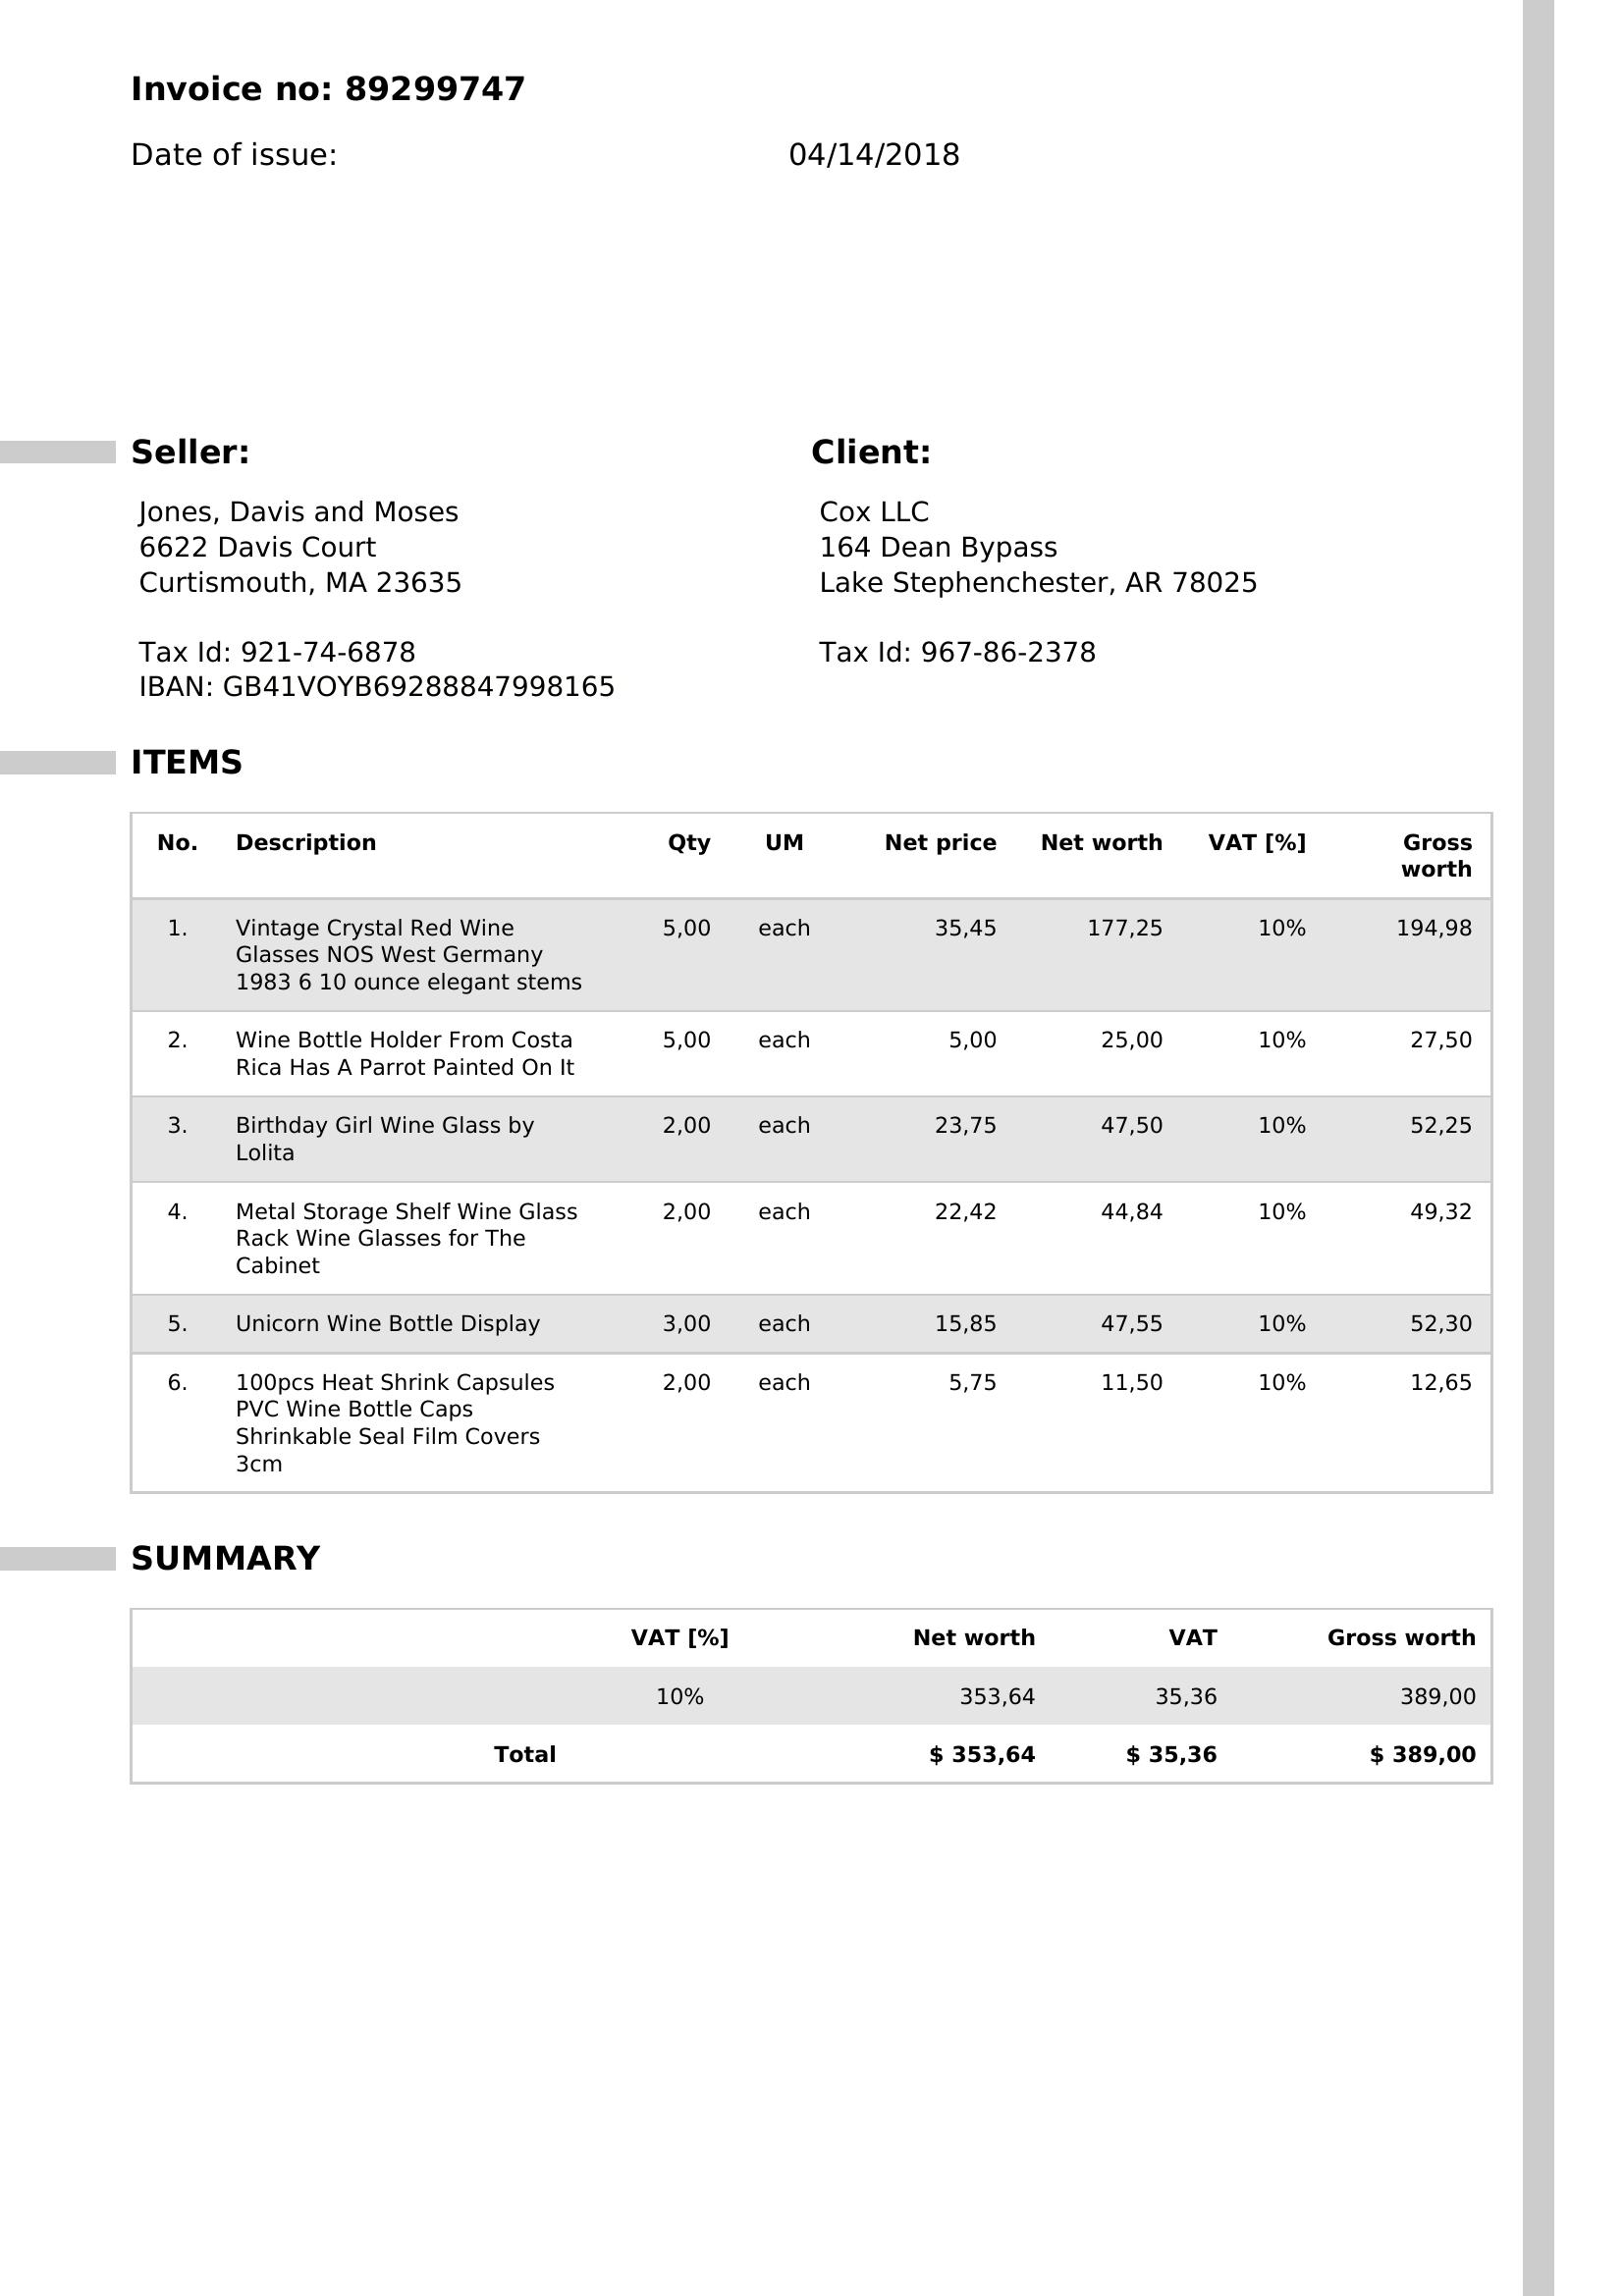 Invoice no: 89299747
Date of issue: 04/14/2018
Seller:
Jones, Davis and Moses
6622 Davis Court
Curtismouth, MA 23635
Tax Id: 921-74-6878
IBAN: GB41VOYB69288847998165
Client:
Cox LLC
164 Dean Bypass
Lake Stephenchester, AR 78025
Tax Id: 967-86-2378
ITEMS
No. Description Qty UM Net price Net worth VAT [%] Gross
worth
1. Vintage Crystal Red Wine 5,00 each 35,45 177,25 10% 194,98
Glasses NOS West Germany
1983 6 10 ounce elegant stems
2. Wine Bottle Holder From Costa 5,00 each 5,00 25,00 10% 27,50
Rica Has A Parrot Painted On It
3. Birthday Girl Wine Glass by 2,00 each 23,75 47,50 10% 52,25
Lolita
4. Metal Storage Shelf Wine Glass 2,00 each 22,42 44,84 10% 49,32
Rack Wine Glasses for The
Cabinet
5. Unicorn Wine Bottle Display 3,00 each 15,85 47,55 10% 52,30
6. 100pcs Heat Shrink Capsules 2,00 each 5,75 11,50 10% 12,65
PVC Wine Bottle Caps
Shrinkable Seal Film Covers
3cm
SUMMARY
VAT [%] Net worth VAT Gross worth
10% 353,64 35,36 389,00
Total $ 353,64 $ 35,36 $ 389,00